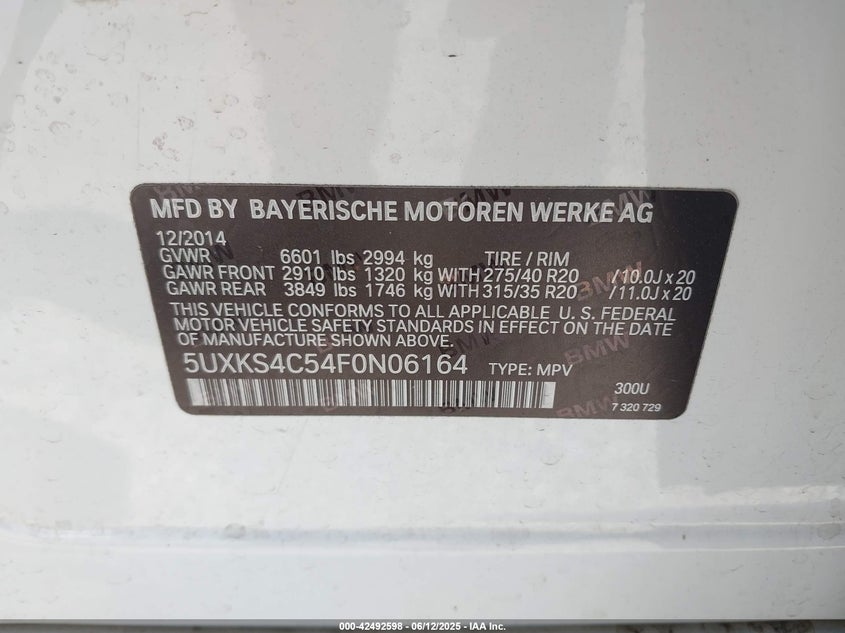 MFD BY BAYERISCHE MOTOREN WERKE AG
12/2014
GVWR 6601 lbs 2994 kg TIRE / RIM
GAWR FRONT 2910 lbs 1320 kg WITH 275/40 R20 /10.0J x 20
GAWR REAR 3849 lbs 1746 kg WITH 315/35 R20 /11.0J x 20
THIS VEHICLE CONFORMS TO ALL APPLICABLE U. S. FEDERAL
MOTOR VEHICLE SAFETY STANDARDS IN EFFECT ON THE DATE
OF MANUFACTURE SHOWN ABOVE.
5UXKS4C54F0N06164 TYPE: MPV
300U
7 320 729
000-42492598 - 06/12/2025 - IAA Inc.